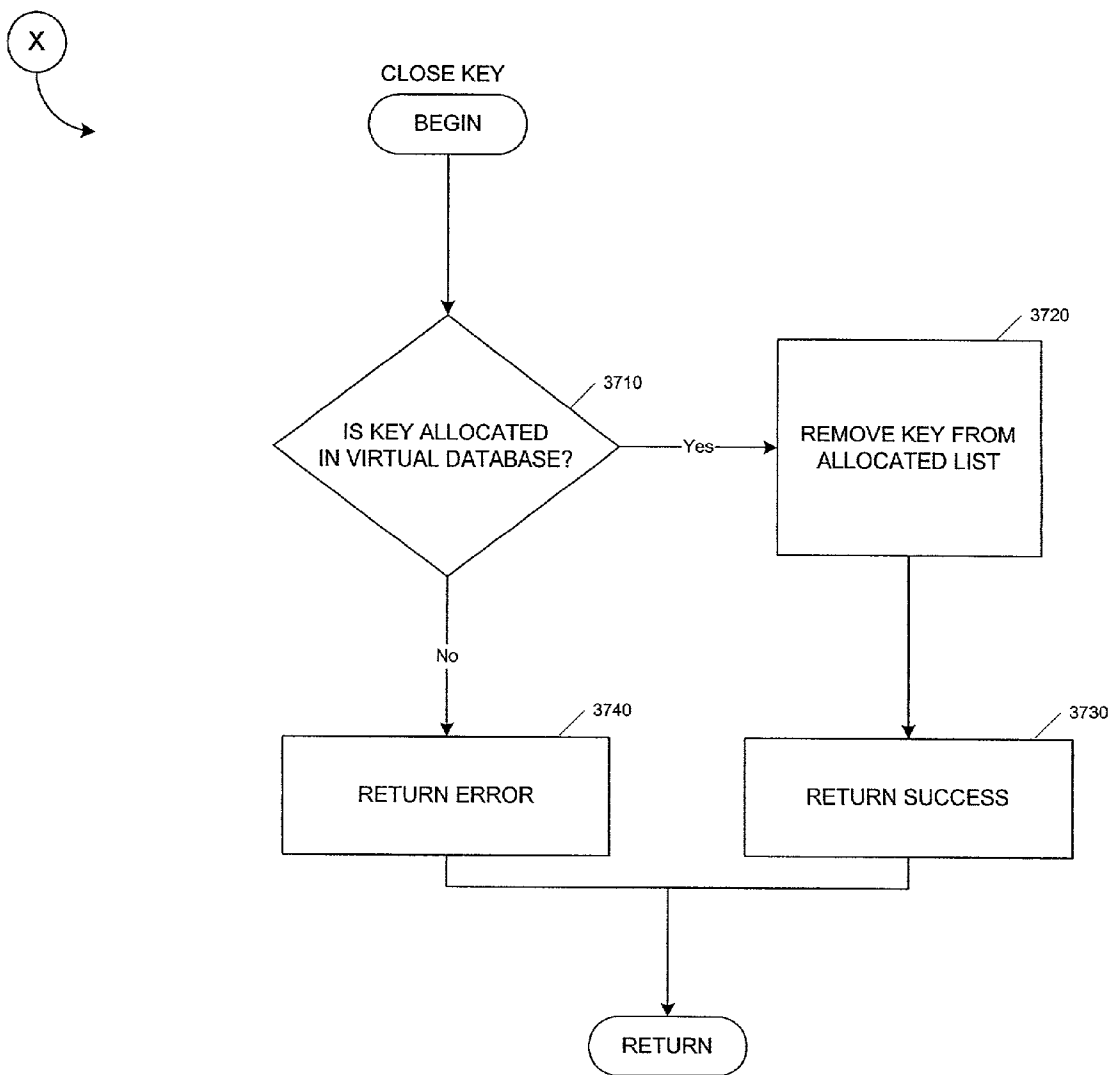 X
CLOSE KEY
BEGIN
3710
IS KEY ALLOCATED
IN VIRTUAL DATABASE?
Yes
3720
REMOVE KEY FROM
ALLOCATED LIST
No
3740
RETURN ERROR
3730
RETURN SUCCESS
RETURN